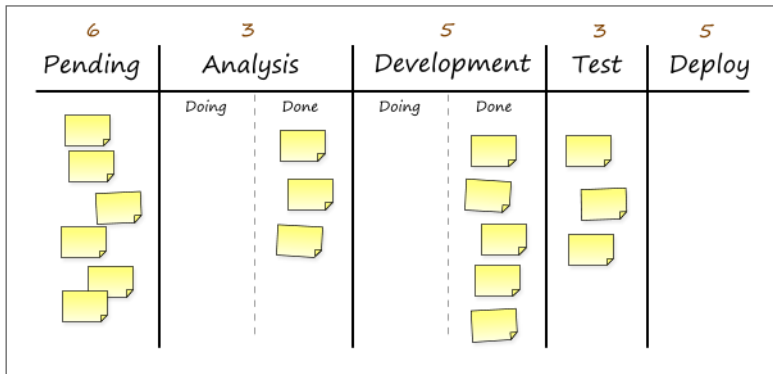 6 3 5 3 5
Pending Analysis Development Test Deploy
Doing Done Doing Done